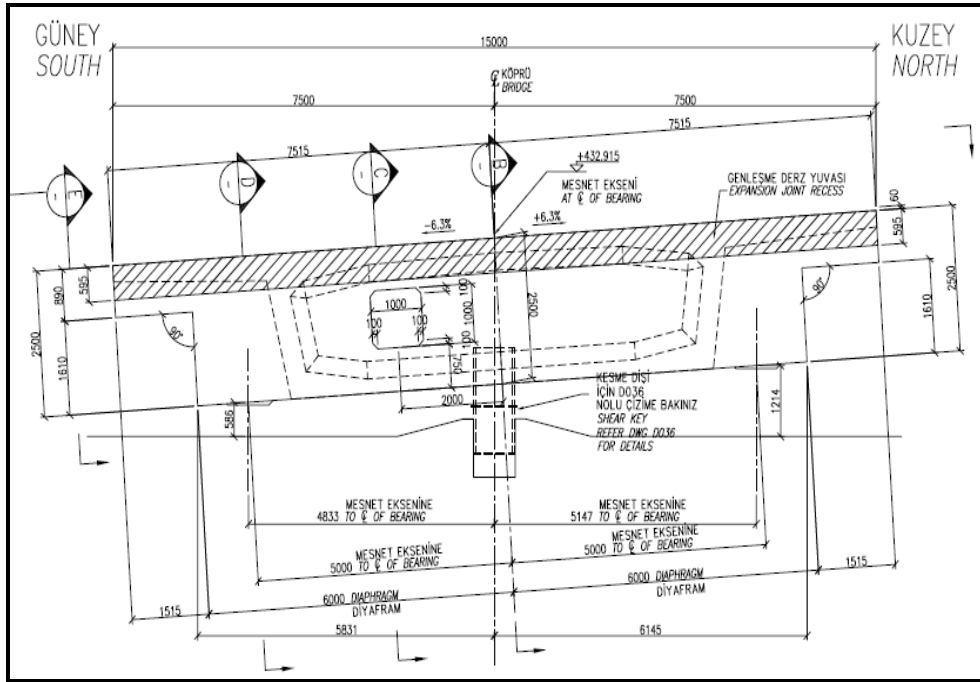 GÜNEY
SOUTH
KUZEY
NORTH
15000
℄ KÖPRÜ
BRIDGE
7500
7500
7515
7515
E
D
C
B
+432,915
MESNET EKSENİ
AT ℄ OF BEARING
GENLEŞME DERZ YUVASI
EXPANSION JOINT RECESS
-6.3%
+6.3%
60
595
2500
1610
90°
890
595
2500
1610
90°
1000
100
100
100
1000
100
750
2500
2000
586
1214
KESME DİŞİ
İÇİN D036
NOLU ÇİZİME BAKINIZ
SHEAR KEY
REFER DWG D036
FOR DETAILS
MESNET EKSENİNE
4833 TO ℄ OF BEARING
MESNET EKSENİNE
5147 TO ℄ OF BEARING
MESNET EKSENİNE
5000 TO ℄ OF BEARING
MESNET EKSENİNE
5000 TO ℄ OF BEARING
1515
6000 DIAPHRAGM
DİYAFRAM
6000 DIAPHRAGM
DİYAFRAM
1515
5831
6145